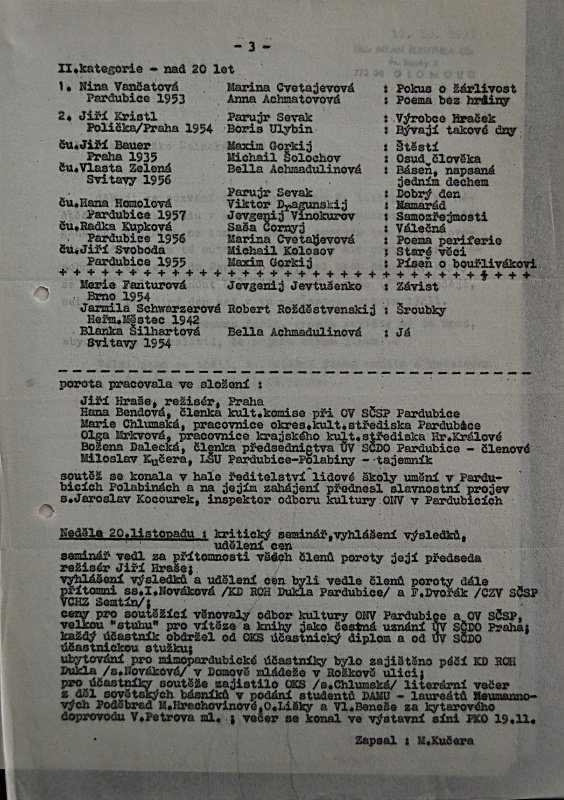 - 3 -
II.kategorie - nad 20 let
1. Nina Vančatová Marina Cvetajevová : Pokus o žárlivost
Pardubice 1953 Anna Achmatovová : Poema bez hrdiny
2. Jiří Kristl Parujr Sevak : Výrobce Hraček
Polička/Praha 1954 Boris Ulybin : Bývají takové dny
ču.Jiří Bauer Maxim Gorkij : Štěstí
Praha 1935 Michail Šolochov : Osud člověka
ču.Vlasta Zelená Bella Achmadulinová : Báseň, napsaná
Svitavy 1956 jedním dechem
Parujr Sevak : Dobrý den
ču.Hana Homolová Viktor Dragunskij : Mamarád
Pardubice 1957 Jevgenij Vinokurov : Samozřejmosti
ču.Radka Kupková Saša Čornyj : Válečná
Pardubice 1956 Marina Cvetajevová : Poema periferie
ču.Jiří Svoboda Michail Kolosov : Staré věci
Pardubice 1955 Maxim Gorkij : Píseň o bouřlivákovi
+ + + + + + + + + + + + + + + + + + + + + + + + + + + + + + + + +
Merie Fanturová Jevgenij Jevtušenko : Závist
Brno 1954
Jarmila Schwarzerová Robert Rožděstvenskij : Šroubky
Heřm.Městec 1942
Blanka Šilhartová Bella Achmadulinová : Já
Svitavy 1954
porota pracovala ve složení :
Jiří Hraše, režisér, Praha
Hana Bendová, členka kult.komise při OV SČSP Pardubice
Marie Chlumská, pracovnice okres.kult.střediska Pardubice
Olga Mrkvová, pracovnice krajského kult.střediska Hr.Králové
Božena Dalecká, členka předsednictva ÚV SČDO Pardubice - členové
Miloslav Kučera, LŠU Pardubice-Polabiny - tajemník
soutěž se konala v hale ředitelství lidové školy umění v Pardu-
bicích Polabinách a na jejím zahájení přednesl slavnostní projev
s.Jaroslav Kocourek, inspektor odboru kultury ONV v Pardubicích
Neděla 20.listopadu : kritický seminář,vyhlášení výsledků,
udělení cen
seminář vedl za přítomnosti všech členů poroty její předseda
režisér Jiří Hraše;
vyhlášení výsledků a udělení cen byli vedle členů poroty dále
přítomni ss.I.Nováková /KD ROH Dukla Pardubice/ a F.Dvořák /CZV SČSP
VCHZ Semtín/;
ceny pro soutěžící věnovaly odbor kultury ONV Pardubice a OV SČSP,
velkou "stuhu" pro vítěze a knihy jako čestná uznání ÚV SČDO Praha;
každý účastník obdržel od OKS účastnický diplom a od ÚV SČDO
účastnickou stužku;
ubytování pro mimopardubické účastníky bylo zajištěno péčí KD ROH
Dukla /s.Nováková/ v Domově mládeže v Rožkově ulici;
pro účastníky soutěže zajistilo OKS /s.Chlumská/ literární večer
z děl sovětských básníků v podání studentů DAMU - laureátů Neumanno-
vých Poděbrad M.Hrachovinové,O.Lišky a Vl.Beneše za kytarového
doprovodu V.Petrova ml. ; večer se konal ve výstavní síni PKO 19.11.
Zapsal : M.Kučera